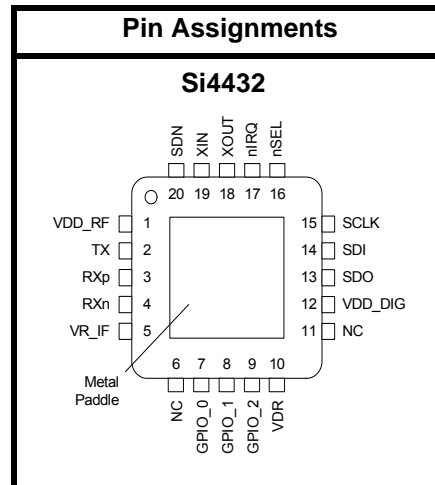 Pin Assignments
Si4432
SDN
XIN
XOUT
nIRQ
nSEL
20 19 18 17 16
VDD_RF 1
TX 2
RXp 3
RXn 4
VR_IF 5
15 SCLK
14 SDI
13 SDO
12 VDD_DIG
11 NC
Metal
Paddle
6 7 8 9 10
NC
GPIO_0
GPIO_1
GPIO_2
VDR